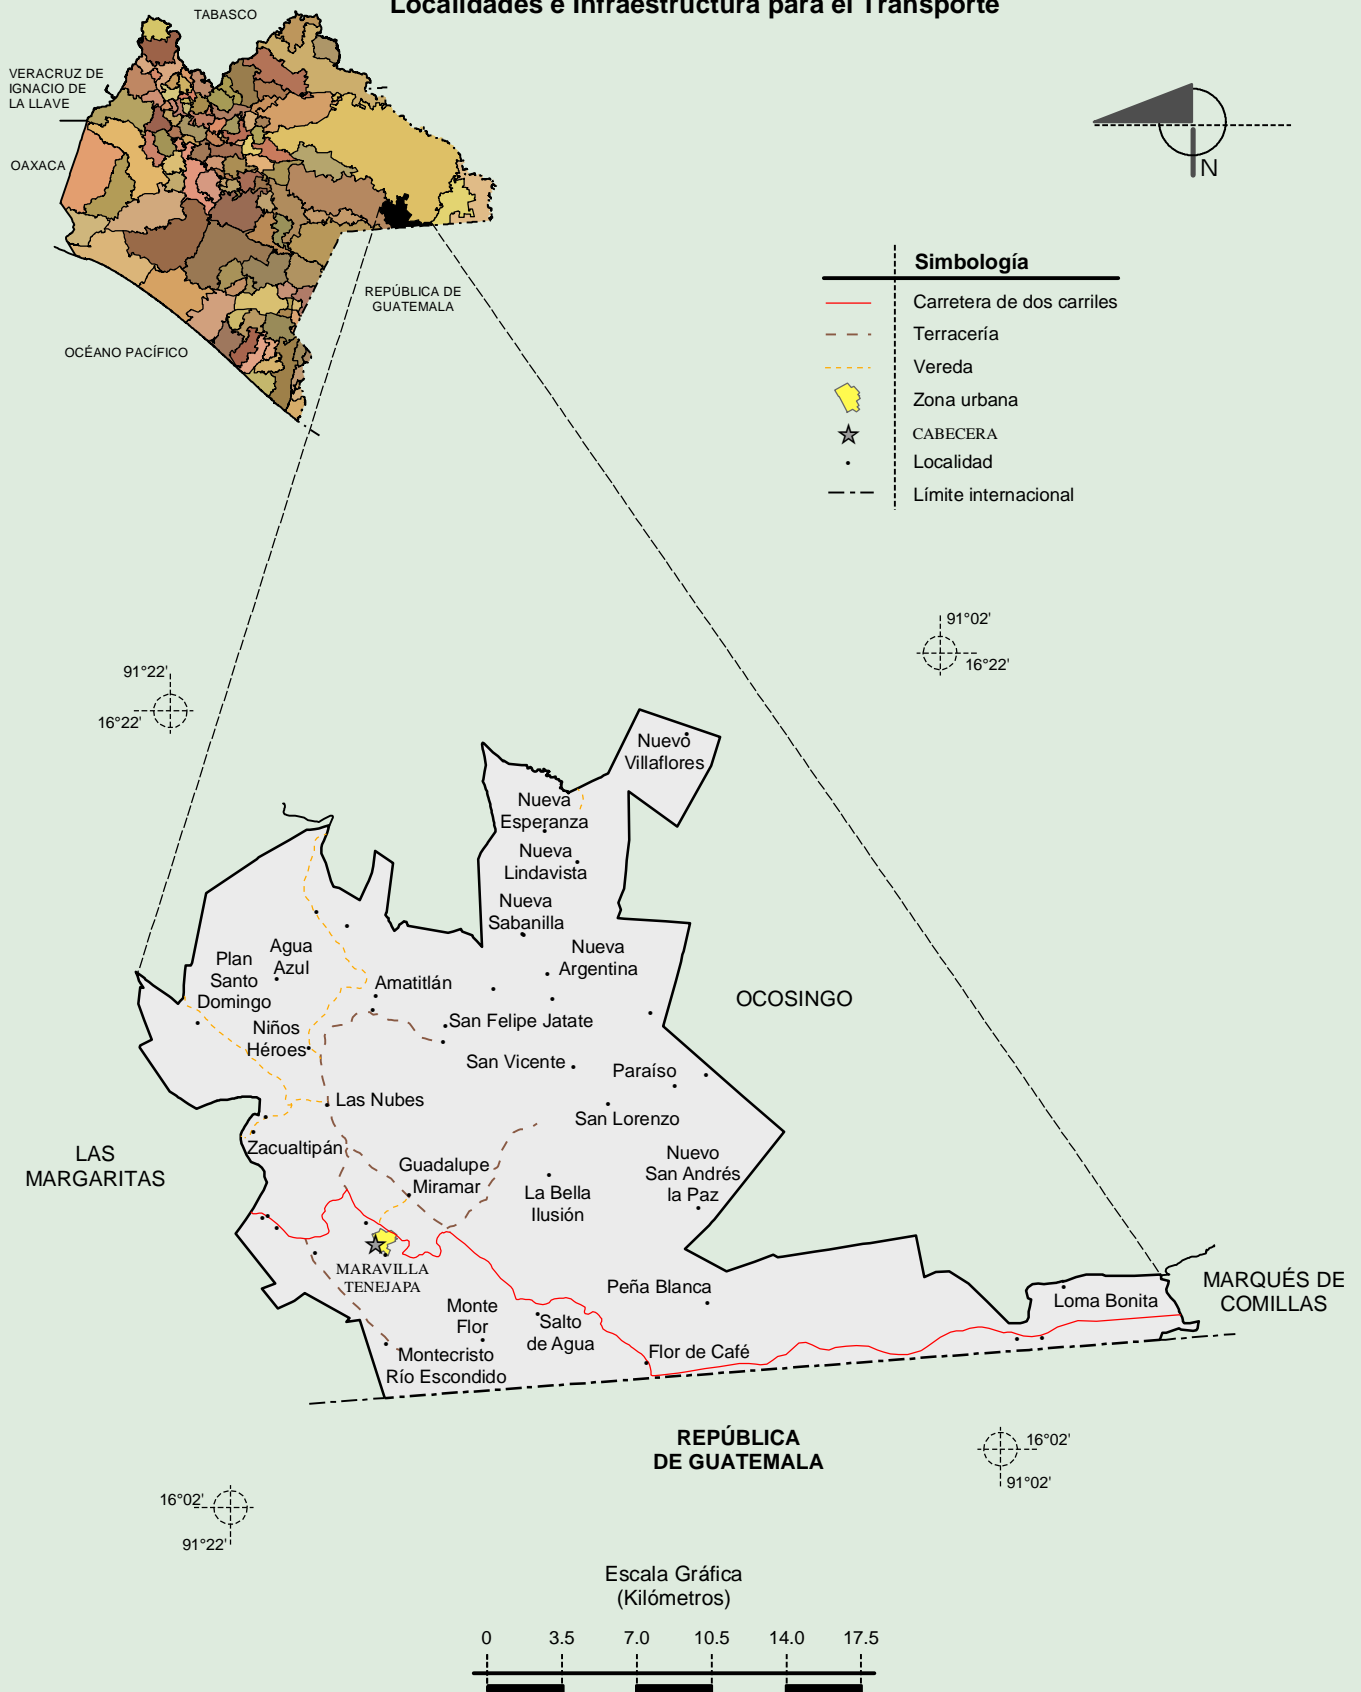 Localidades e Infraestructura para el Transporte
TABASCO
VERACRUZ DE
IGNACIO DE
LA LLAVE
OAXACA
REPÚBLICA DE
GUATEMALA
OCÉANO PACÍFICO
N
Simbología
Carretera de dos carriles
Terracería
Vereda
Zona urbana
CABECERA
Localidad
Límite internacional
91°02'
16°22'
91°22'
16°22'
Nuevo
Villaflores
Nueva
Esperanza
Nueva
Lindavista
Nueva
Sabanilla
Nueva
Argentina
Agua
Azul
Plan
Santo
Domingo
Amatitlán
Niños
Héroes
San Felipe Jatate
San Vicente
Paraíso
OCOSINGO
Las Nubes
San Lorenzo
Zacualtipán
LAS
MARGARITAS
Guadalupe
Miramar
La Bella
Ilusión
Nuevo
San Andrés
la Paz
MARAVILLA
TENEJAPA
Peña Blanca
Loma Bonita
MARQUÉS DE
COMILLAS
Monte
Flor
Salto
de Agua
Flor de Café
Montecristo
Río Escondido
REPÚBLICA
DE GUATEMALA
16°02'
91°02'
16°02'
91°22'
Escala Gráfica
(Kilómetros)
0 3.5 7.0 10.5 14.0 17.5